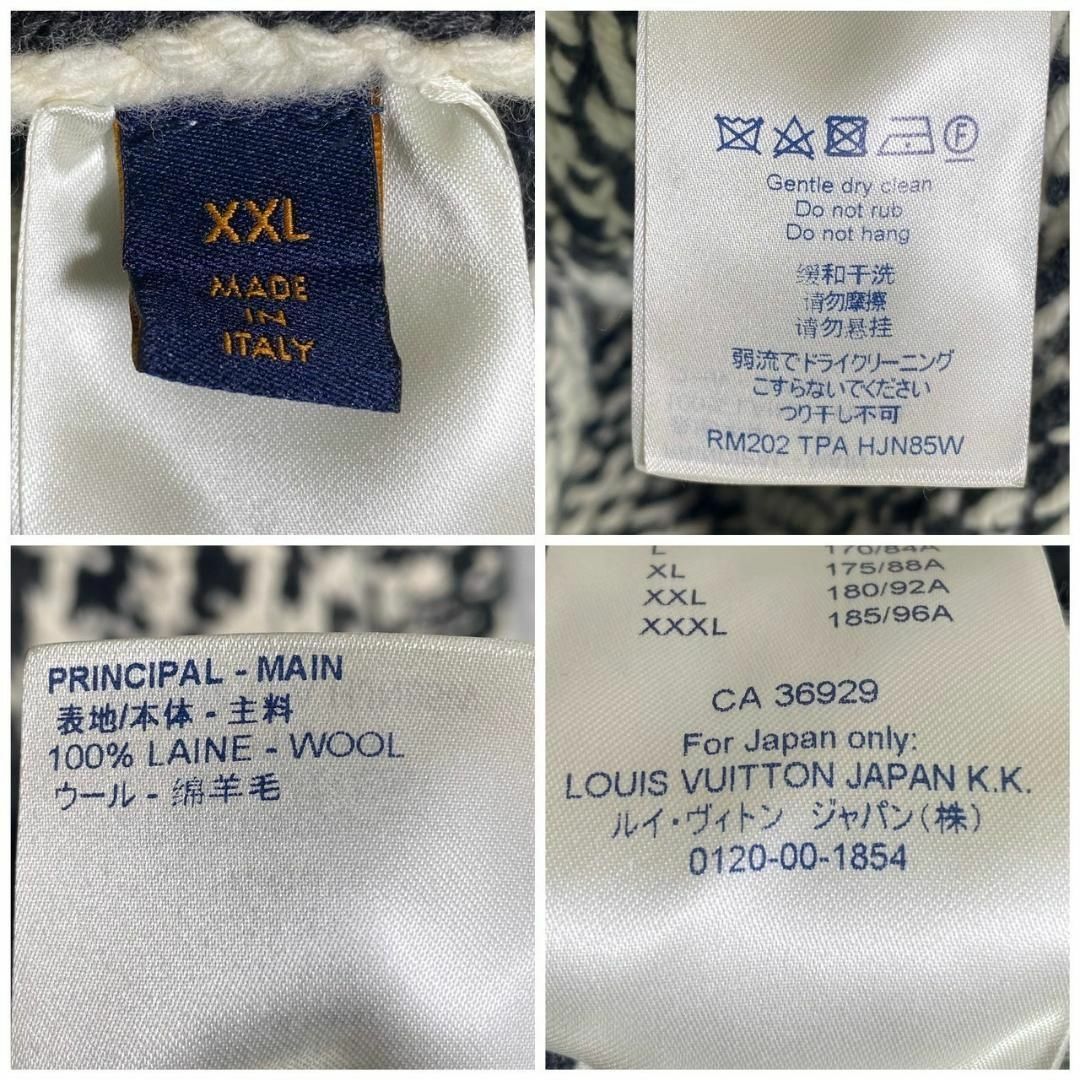 XXL
MADE
IN
ITALY
F
Gentle dry clean
Do not rub
Do not hang
缓和干洗
请勿摩擦
请勿悬挂
弱流でドライクリーニング
こすらないでください
つり干し不可
RM202 TPA HJN85W
PRINCIPAL - MAIN
表地/本体 - 主料
100% LAINE - WOOL
ウール - 绵羊毛
L 170/84A
XL 175/88A
XXL 180/92A
XXXL 185/96A
CA 36929
For Japan only:
LOUIS VUITTON JAPAN K.K.
ルイ・ヴィトン ジャパン(株)
0120-00-1854